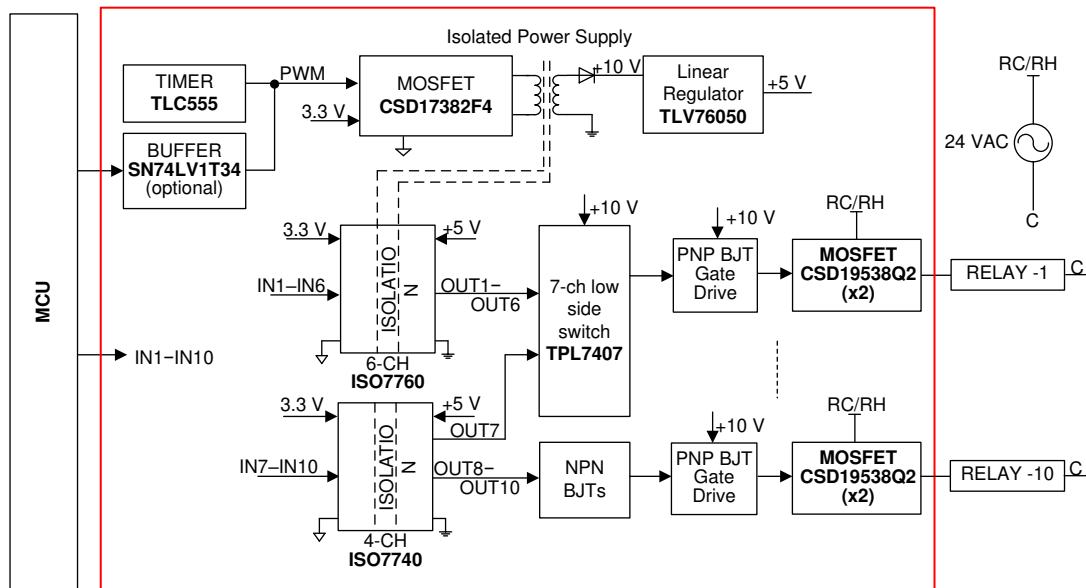 Isolated Power Supply
TIMER
TLC555
PWM
MOSFET
CSD17382F4
3.3 V
+10 V
Linear
Regulator
TLV76050
+5 V
RC/RH
24 VAC
C
BUFFER
SN74LV1T34
(optional)
MCU
3.3 V
+5 V
ISOLATIO
N
IN1–IN6
OUT1–
OUT6
6-CH
ISO7760
+10 V
7-ch low
side
switch
TPL7407
+10 V
PNP BJT
Gate
Drive
RC/RH
MOSFET
CSD19538Q2
(x2)
RELAY -1
C
IN1–IN10
3.3 V
+5 V
OUT7
ISOLATIO
N
IN7–IN10
OUT8–
OUT10
4-CH
ISO7740
NPN
BJTs
+10 V
PNP BJT
Gate
Drive
RC/RH
MOSFET
CSD19538Q2
(x2)
RELAY -10
C